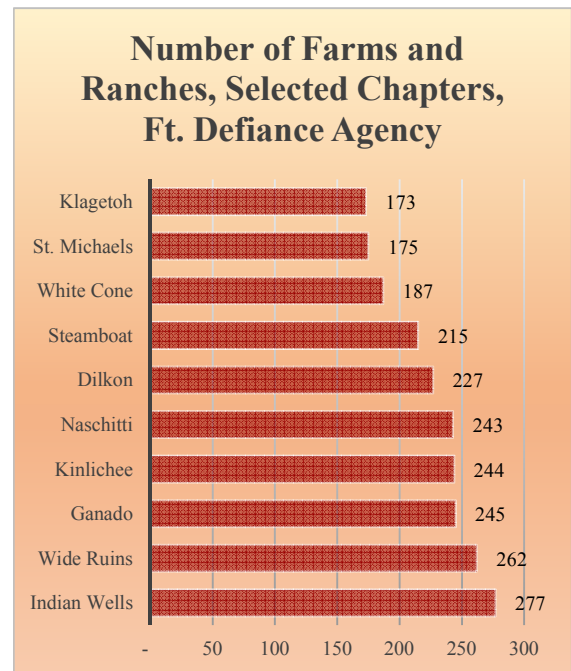 Number of Farms and
Ranches, Selected Chapters,
Ft. Defiance Agency
Klagetoh 173
St. Michaels 175
White Cone 187
Steamboat 215
Dilkon 227
Naschitti 243
Kinlichee 244
Ganado 245
Wide Ruins 262
Indian Wells 277
- 50 100 150 200 250 300